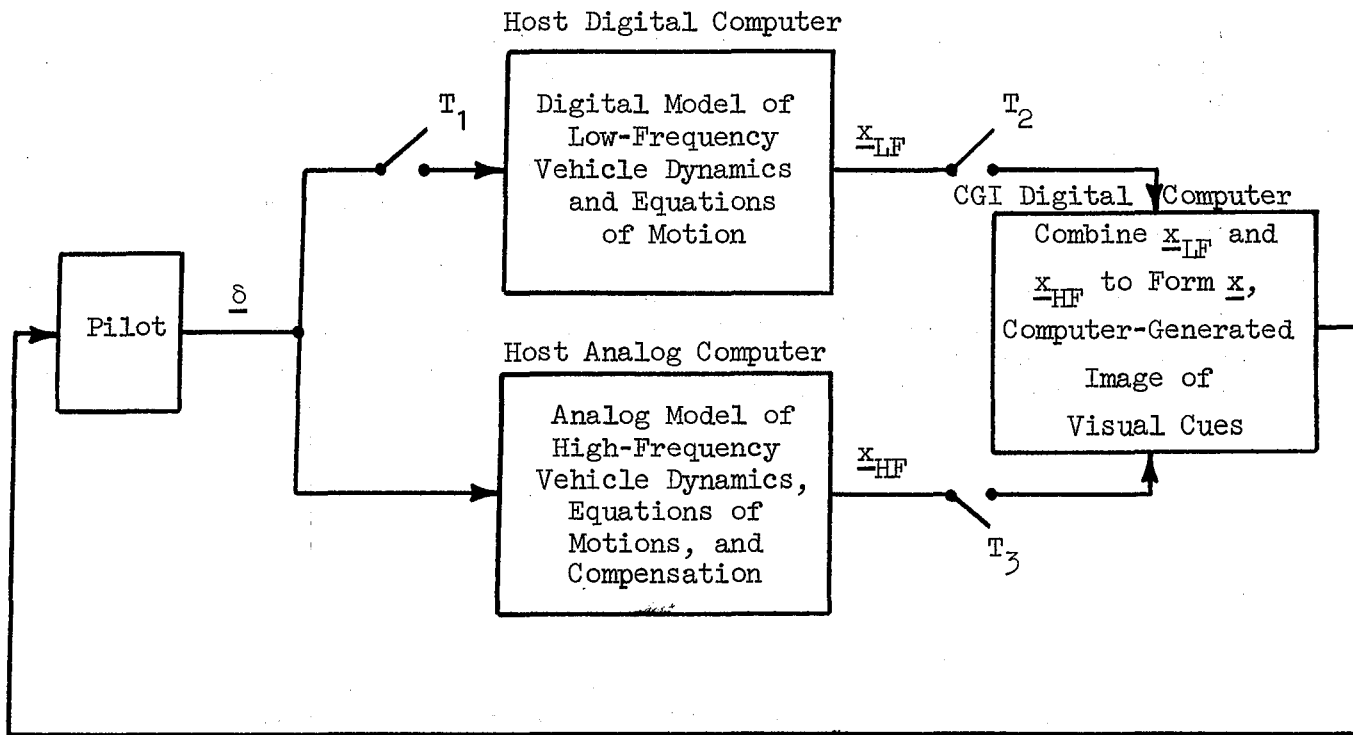 Host Digital Computer
T1
Digital Model of
Low-Frequency
Vehicle Dynamics
and Equations
of Motion
x_LF
T2
CGI Digital Computer
Combine x_LF and
x_HF to Form x,
Computer-Generated
Image of
Visual Cues
Pilot
δ
Host Analog Computer
Analog Model of
High-Frequency
Vehicle Dynamics,
Equations of
Motions, and
Compensation
x_HF
T3